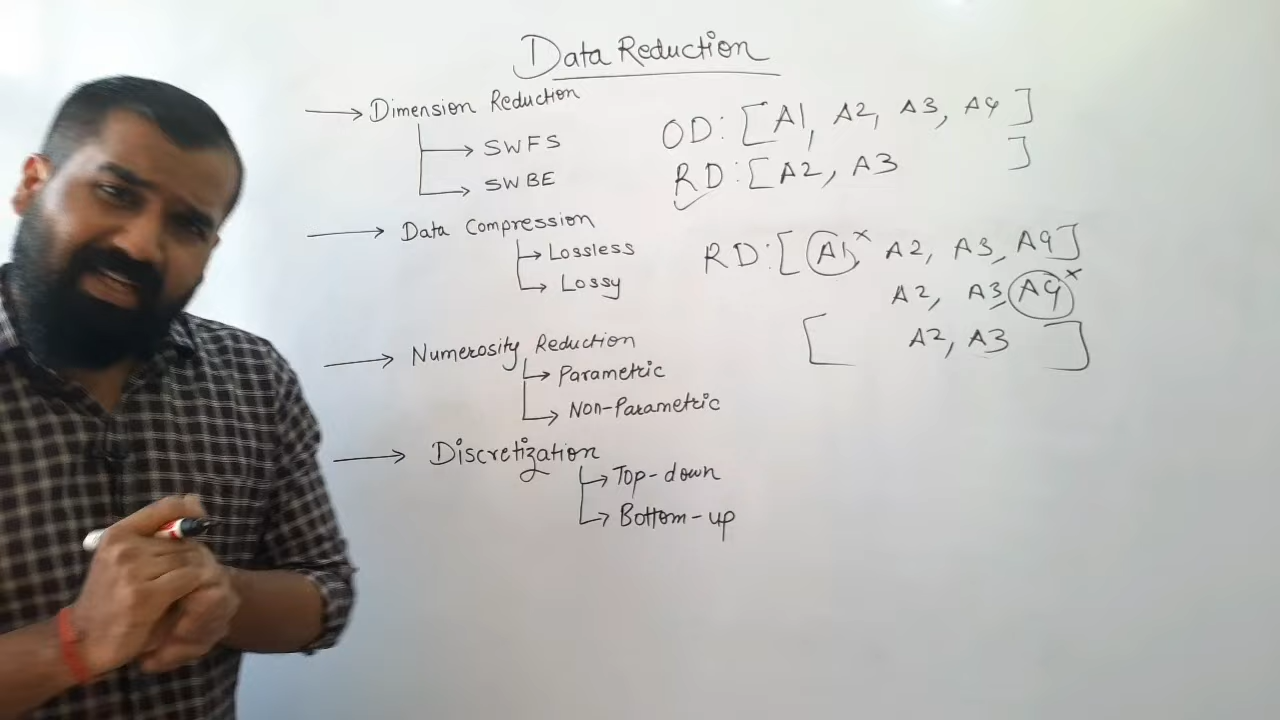 Data Reduction
Dimension Reduction
SWFS
SWBE
Data Compression
Lossless
Lossy
Numerosity Reduction
Parametric
Non-Parametric
Discretization
Top-down
Bottom-up
OD: [A1, A2, A3, A4]
RD: [A2, A3 ]
RD: [A1, A2, A3, A4]
A2, A3, A4
[ A2, A3 ]